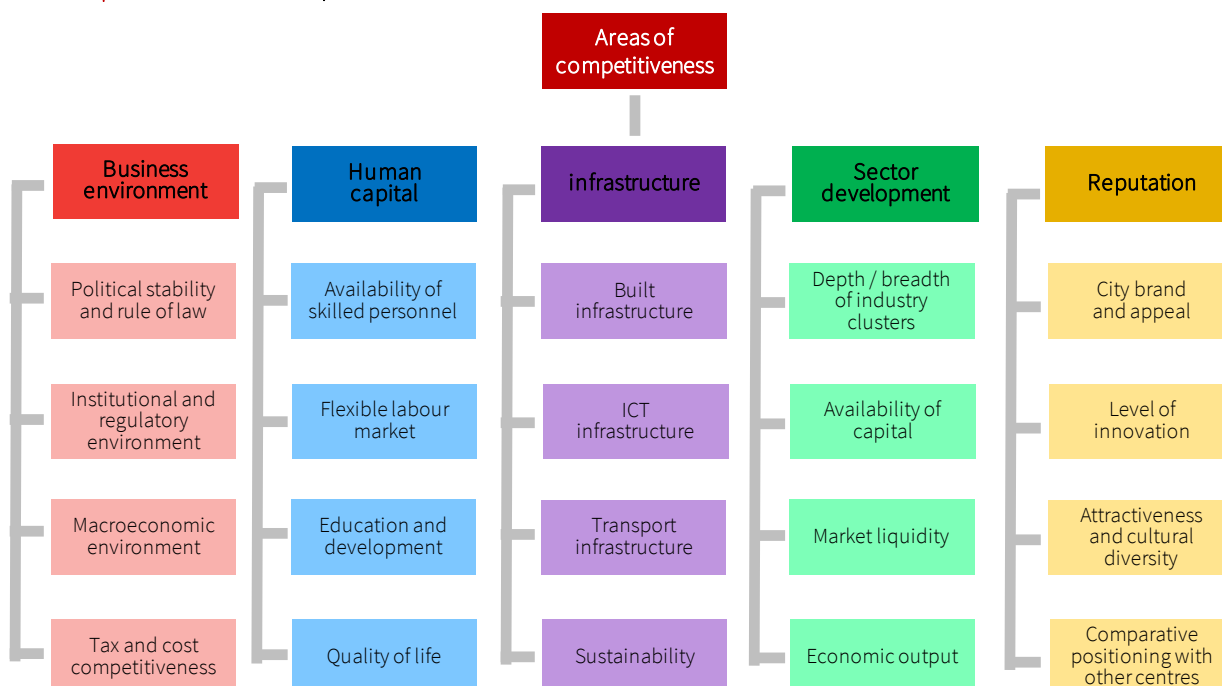 Areas of
competitiveness
Business
environment
Human
capital
infrastructure
Sector
development
Reputation
Political stability
and rule of law
Availability of
skilled personnel
Built
infrastructure
Depth / breadth
of industry
clusters
City brand
and appeal
Institutional and
regulatory
environment
Flexible labour
market
ICT
infrastructure
Availability of
capital
Level of
innovation
Macroeconomic
environment
Education and
development
Transport
infrastructure
Market liquidity
Attractiveness
and cultural
diversity
Tax and cost
competitiveness
Quality of life
Sustainability
Economic output
Comparative
positioning with
other centres